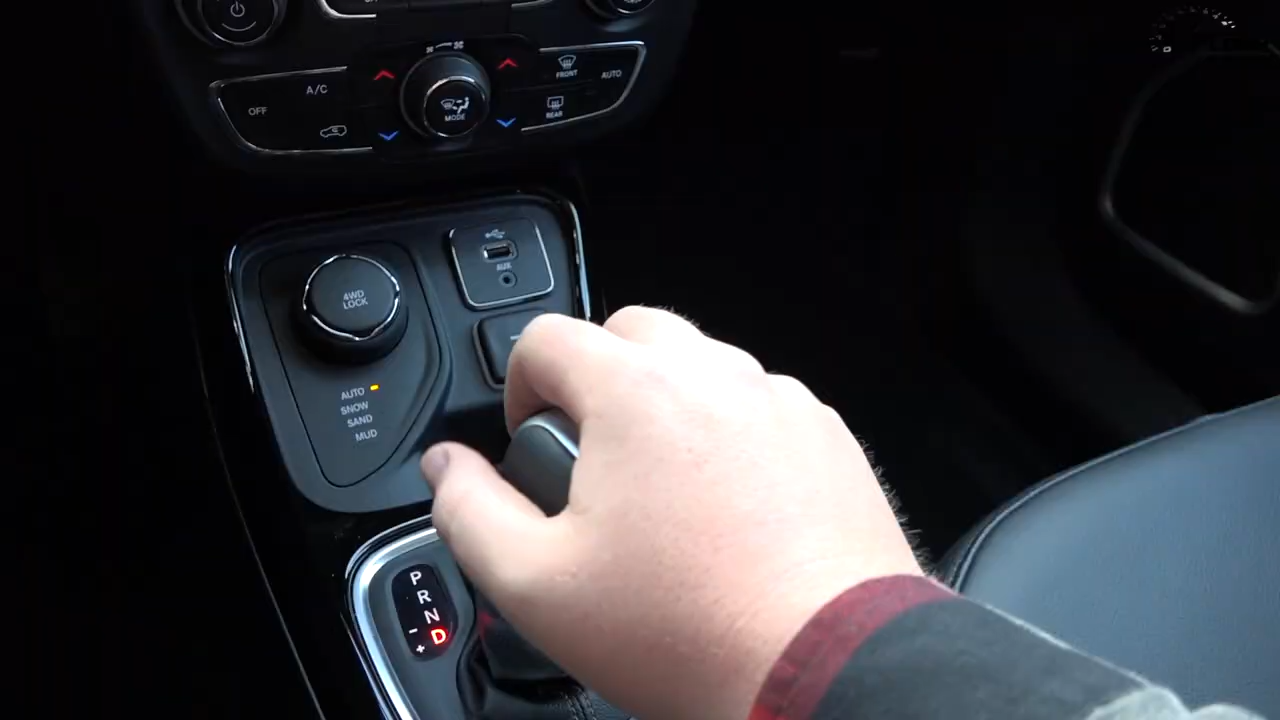 A/C
OFF
MODE
FRONT
AUTO
REAR
4WD
LOCK
AUX
AUTO
SNOW
SAND
MUD
P
R
N
- D
+